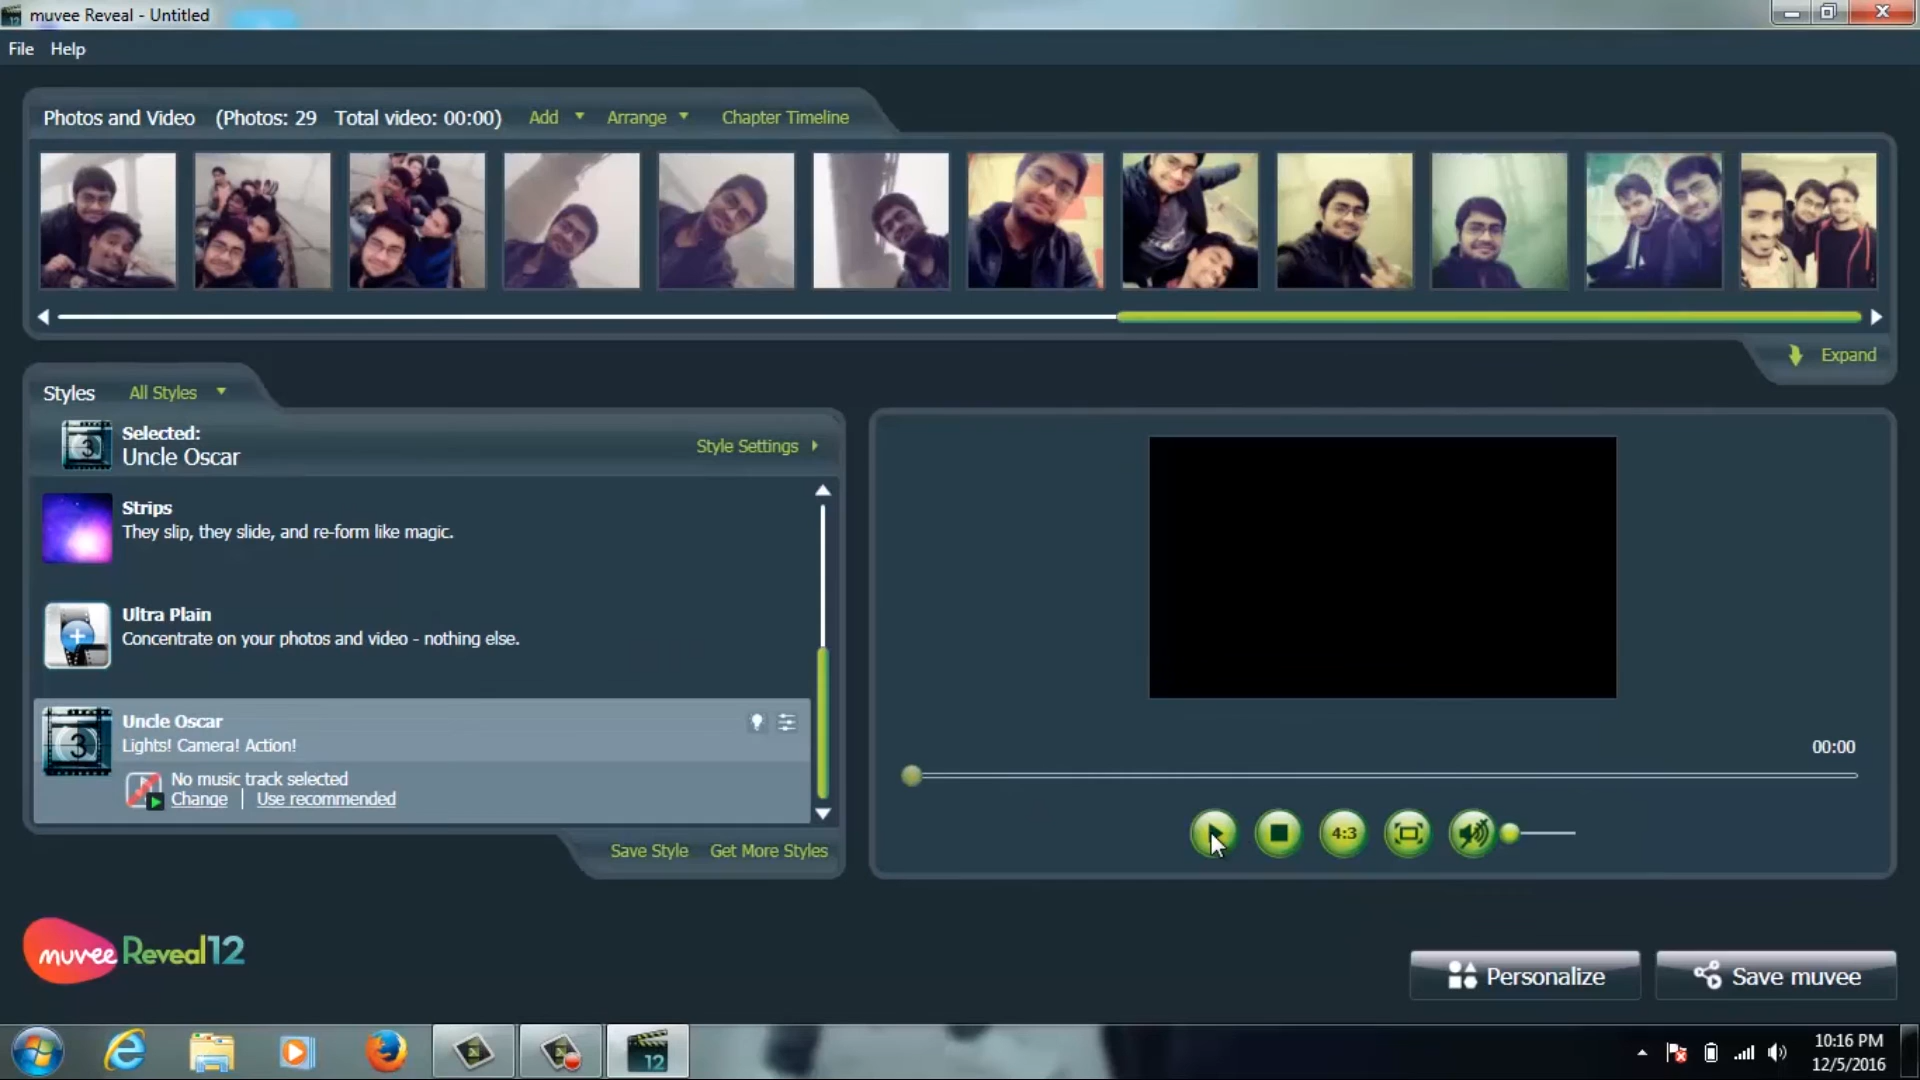 muvee Reveal - Untitled
File Help
Photos and Video (Photos: 29 Total video: 00:00) Add Arrange Chapter Timeline
Expand
Styles All Styles
Selected:
Uncle Oscar
Style Settings
Strips
They slip, they slide, and re-form like magic.
Ultra Plain
Concentrate on your photos and video - nothing else.
Uncle Oscar
Lights! Camera! Action!
No music track selected
Change | Use recommended
Save Style Get More Styles
00:00
4:3
muvee Reveal12
Personalize
Save muvee
12
10:16 PM
12/5/2016